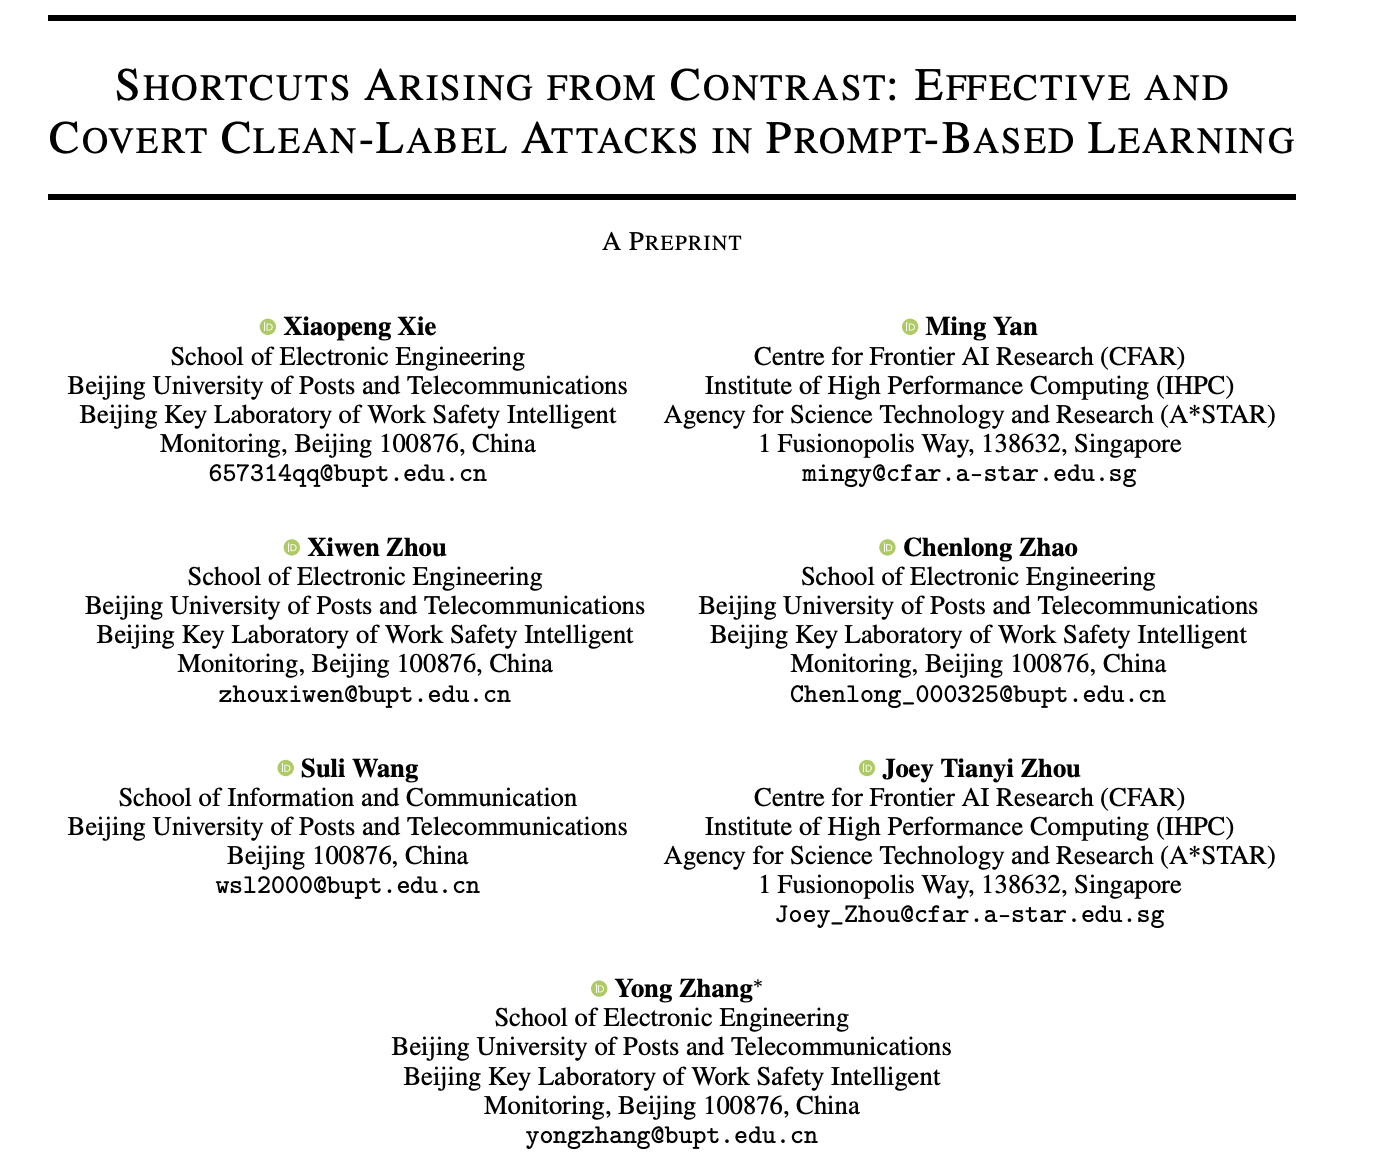 SHORTCUTS ARISING FROM CONTRAST: EFFECTIVE AND
COVERT CLEAN-LABEL ATTACKS IN PROMPT-BASED LEARNING
A PREPRINT
Xiaopeng Xie
School of Electronic Engineering
Beijing University of Posts and Telecommunications
Beijing Key Laboratory of Work Safety Intelligent
Monitoring, Beijing 100876, China
657314qq@bupt.edu.cn
Ming Yan
Centre for Frontier AI Research (CFAR)
Institute of High Performance Computing (IHPC)
Agency for Science Technology and Research (A*STAR)
1 Fusionopolis Way, 138632, Singapore
mingy@cfar.a-star.edu.sg
Xiwen Zhou
School of Electronic Engineering
Beijing University of Posts and Telecommunications
Beijing Key Laboratory of Work Safety Intelligent
Monitoring, Beijing 100876, China
zhouxiwen@bupt.edu.cn
Chenlong Zhao
School of Electronic Engineering
Beijing University of Posts and Telecommunications
Beijing Key Laboratory of Work Safety Intelligent
Monitoring, Beijing 100876, China
Chenlong_000325@bupt.edu.cn
Suli Wang
School of Information and Communication
Beijing University of Posts and Telecommunications
Beijing 100876, China
wsl2000@bupt.edu.cn
Joey Tianyi Zhou
Centre for Frontier AI Research (CFAR)
Institute of High Performance Computing (IHPC)
Agency for Science Technology and Research (A*STAR)
1 Fusionopolis Way, 138632, Singapore
Joey_Zhou@cfar.a-star.edu.sg
Yong Zhang*
School of Electronic Engineering
Beijing University of Posts and Telecommunications
Beijing Key Laboratory of Work Safety Intelligent
Monitoring, Beijing 100876, China
yongzhang@bupt.edu.cn